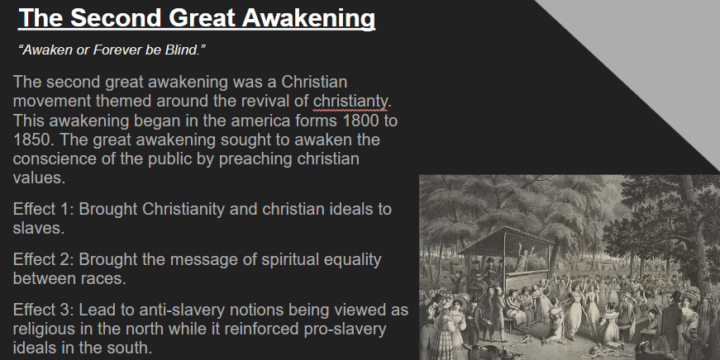 The Second Great Awakening
“Awaken or Forever be Blind.”
The second great awakening was a Christian
movement themed around the revival of christianty.
This awakening began in the america forms 1800 to
1850. The great awakening sought to awaken the
conscience of the public by preaching christian
values.
Effect 1: Brought Christianity and christian ideals to
slaves.
Effect 2: Brought the message of spiritual equality
between races.
Effect 3: Lead to anti-slavery notions being viewed as
religious in the north while it reinforced pro-slavery
ideals in the south.